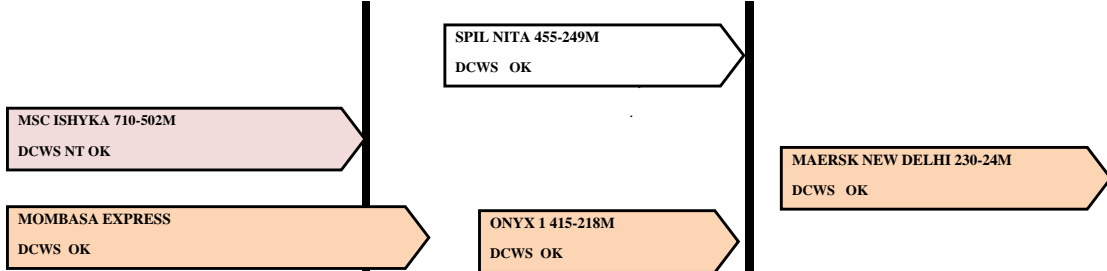 SPIL NITA 455-249M
DCWS OK
MSC ISHYKA 710-502M
DCWS NT OK
MAERSK NEW DELHI 230-24M
DCWS OK
MOMBASA EXPRESS
DCWS OK
ONYX 1 415-218M
DCWS OK